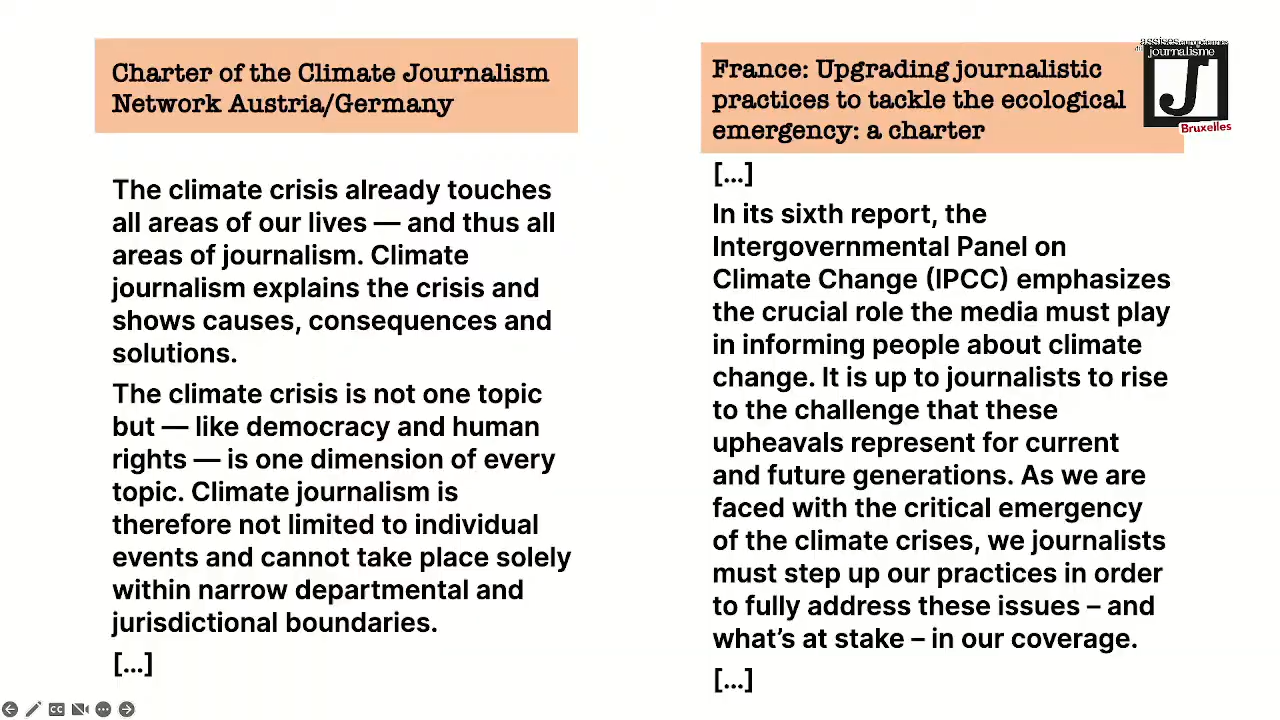 Charter of the Climate Journalism
Network Austria/Germany
The climate crisis already touches
all areas of our lives — and thus all
areas of journalism. Climate
journalism explains the crisis and
shows causes, consequences and
solutions.
The climate crisis is not one topic
but — like democracy and human
rights — is one dimension of every
topic. Climate journalism is
therefore not limited to individual
events and cannot take place solely
within narrow departmental and
jurisdictional boundaries.
[...]
France: Upgrading journalistic
practices to tackle the ecological
emergency: a charter
[...]
In its sixth report, the
Intergovernmental Panel on
Climate Change (IPCC) emphasizes
the crucial role the media must play
in informing people about climate
change. It is up to journalists to rise
to the challenge that these
upheavals represent for current
and future generations. As we are
faced with the critical emergency
of the climate crises, we journalists
must step up our practices in order
to fully address these issues – and
what’s at stake – in our coverage.
[...]
assises européennes
du journalisme
J
Bruxelles
CC